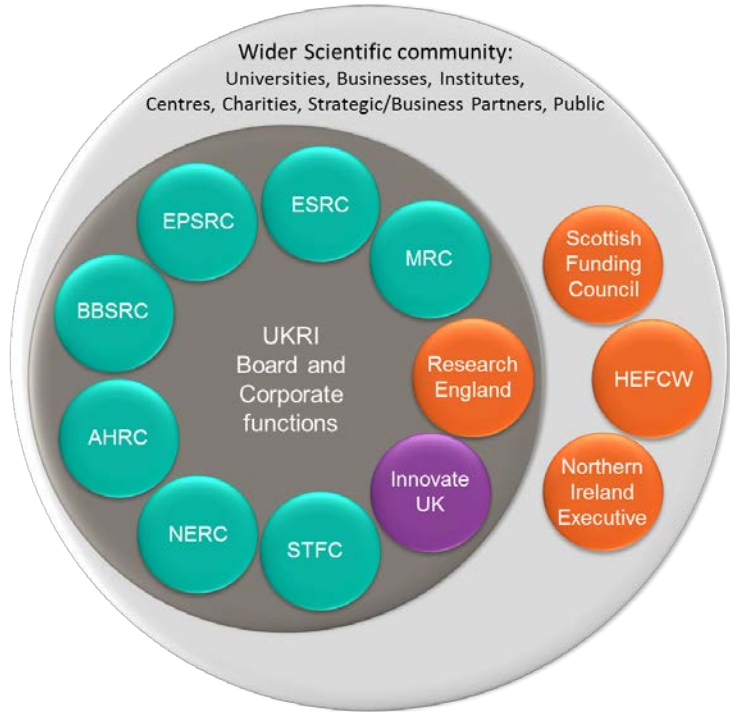 Wider Scientific community:
Universities, Businesses, Institutes,
Centres, Charities, Strategic/Business Partners, Public
ESRC
EPSRC
MRC
BBSRC
UKRI
Board and
Corporate
functions
Research
England
AHRC
Innovate
UK
NERC
STFC
Scottish
Funding
Council
HEFCW
Northern
Ireland
Executive